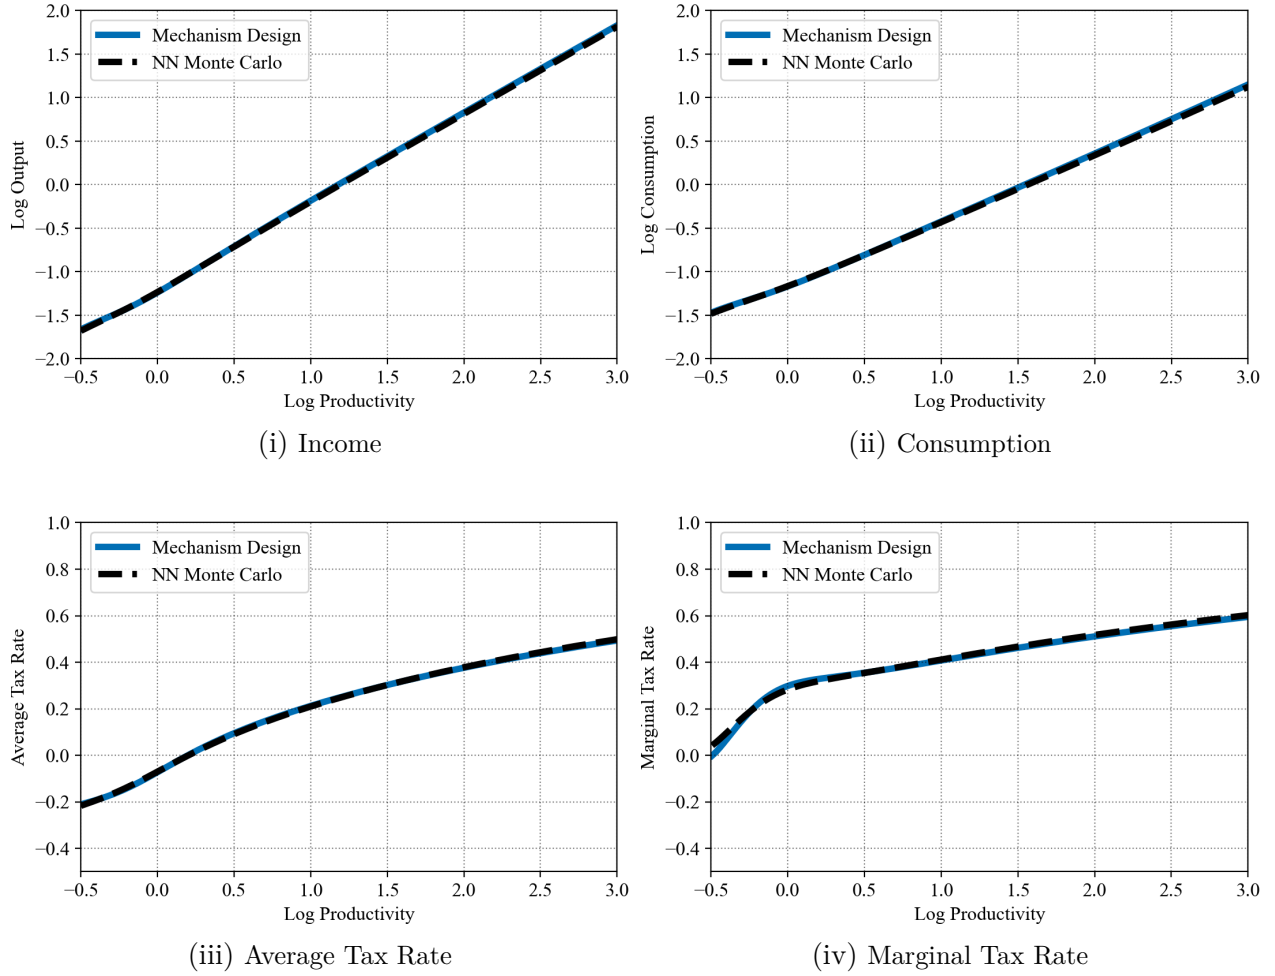 Mechanism Design
NN Monte Carlo
Log Output
2.0
1.5
1.0
0.5
0.0
−0.5
−1.0
−1.5
−2.0
−0.5 0.0 0.5 1.0 1.5 2.0 2.5 3.0
Log Productivity
(i) Income
Mechanism Design
NN Monte Carlo
Log Consumption
2.0
1.5
1.0
0.5
0.0
−0.5
−1.0
−1.5
−2.0
−0.5 0.0 0.5 1.0 1.5 2.0 2.5 3.0
Log Productivity
(ii) Consumption
Mechanism Design
NN Monte Carlo
Average Tax Rate
1.0
0.8
0.6
0.4
0.2
0.0
−0.2
−0.4
−0.5 0.0 0.5 1.0 1.5 2.0 2.5 3.0
Log Productivity
(iii) Average Tax Rate
Mechanism Design
NN Monte Carlo
Marginal Tax Rate
1.0
0.8
0.6
0.4
0.2
0.0
−0.2
−0.4
−0.5 0.0 0.5 1.0 1.5 2.0 2.5 3.0
Log Productivity
(iv) Marginal Tax Rate